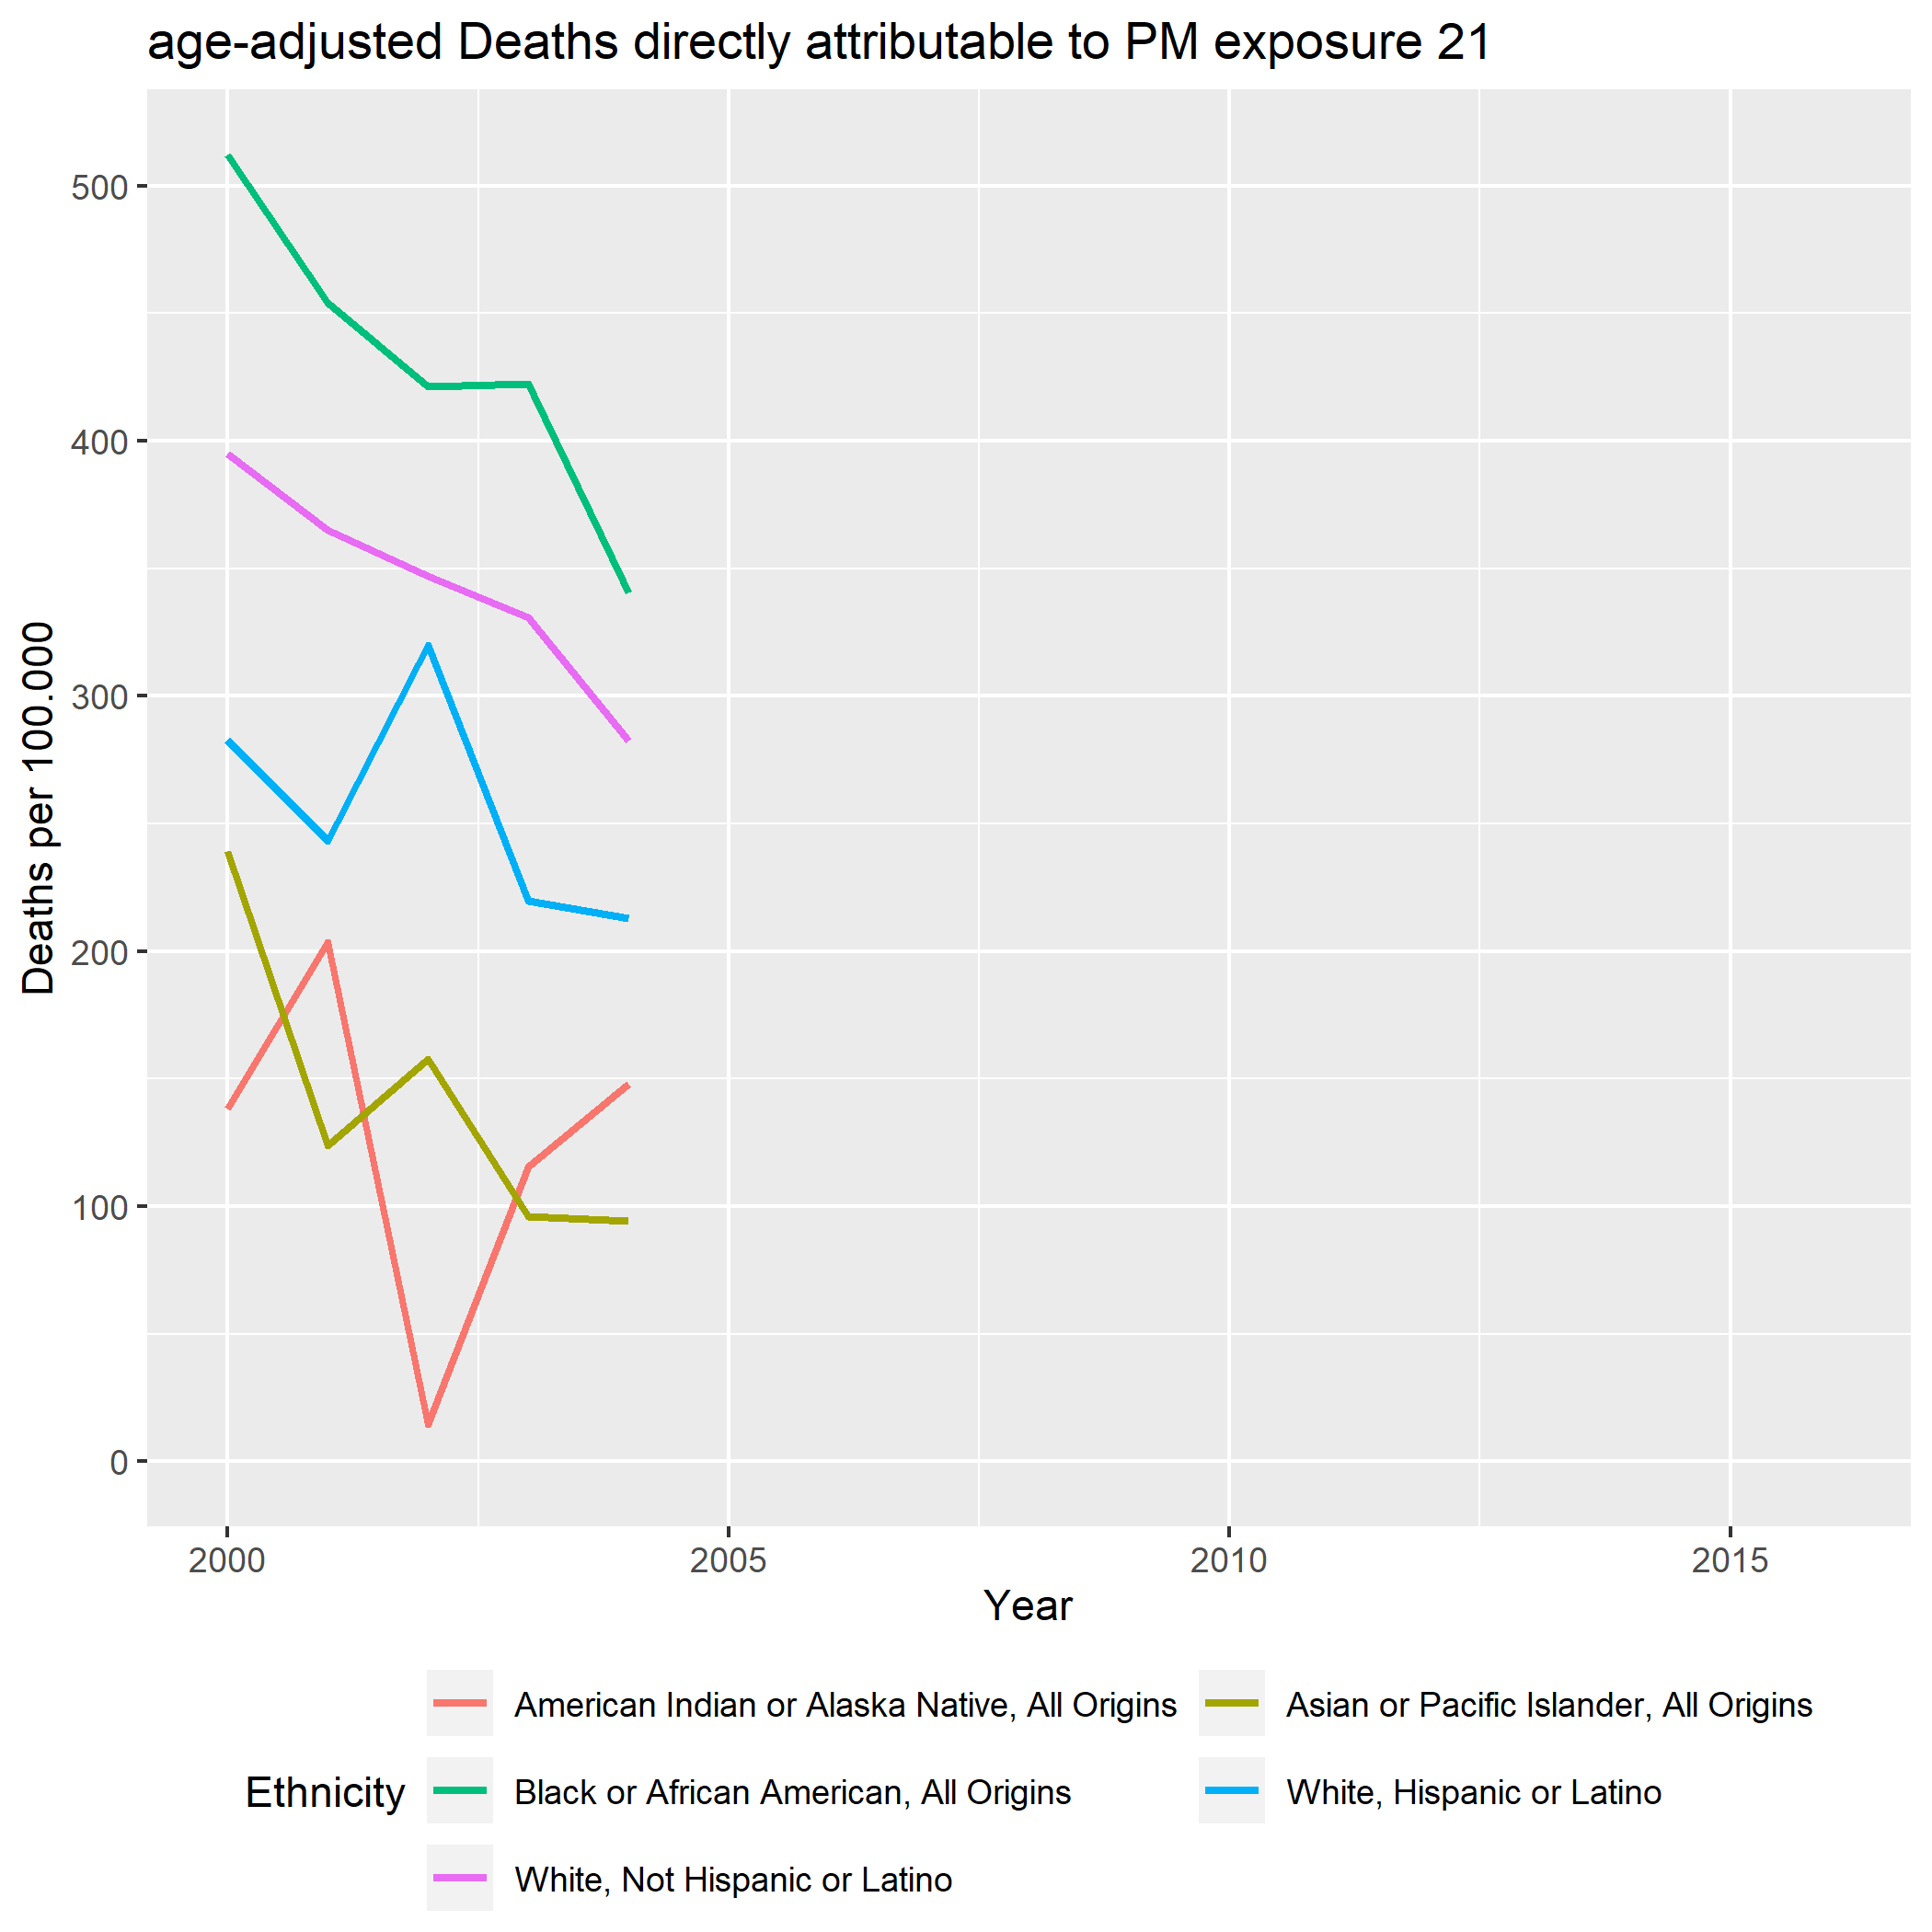 age-adjusted Deaths directly attributable to PM exposure 21
Deaths per 100.000
500
400
300
200
100
0
2000 2005 2010 2015
Year
Ethnicity
American Indian or Alaska Native, All Origins
Asian or Pacific Islander, All Origins
Black or African American, All Origins
White, Hispanic or Latino
White, Not Hispanic or Latino